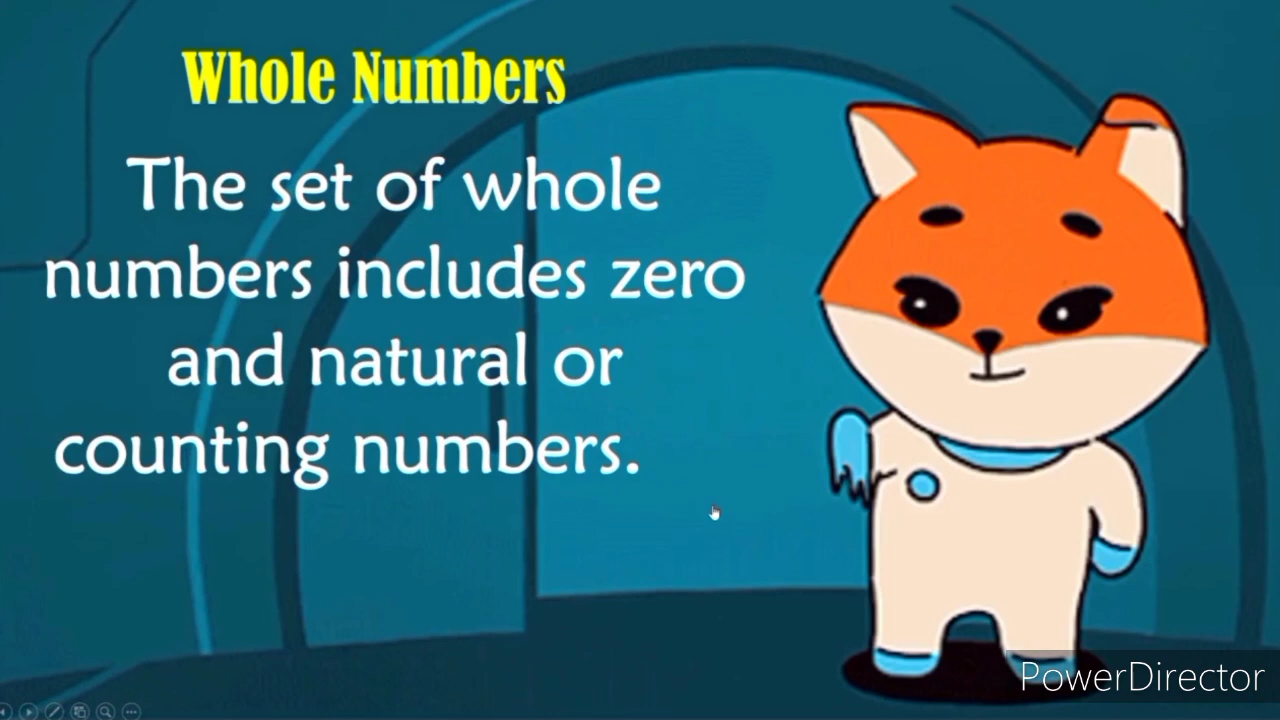 Whole Numbers
The set of whole
numbers includes zero
and natural or
counting numbers.
PowerDirector